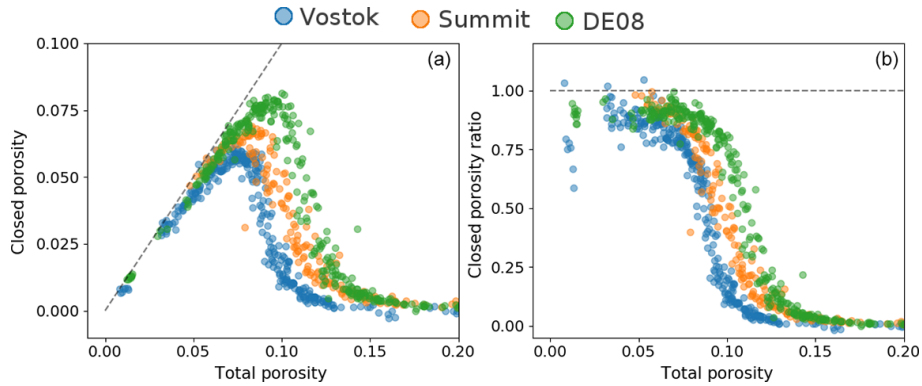 Vostok Summit DE08
(a)
0.100
0.075
0.050
0.025
0.000
Closed porosity
0.00 0.05 0.10 0.15 0.20
Total porosity
(b)
1.00
0.75
0.50
0.25
0.00
Closed porosity ratio
0.00 0.05 0.10 0.15 0.20
Total porosity